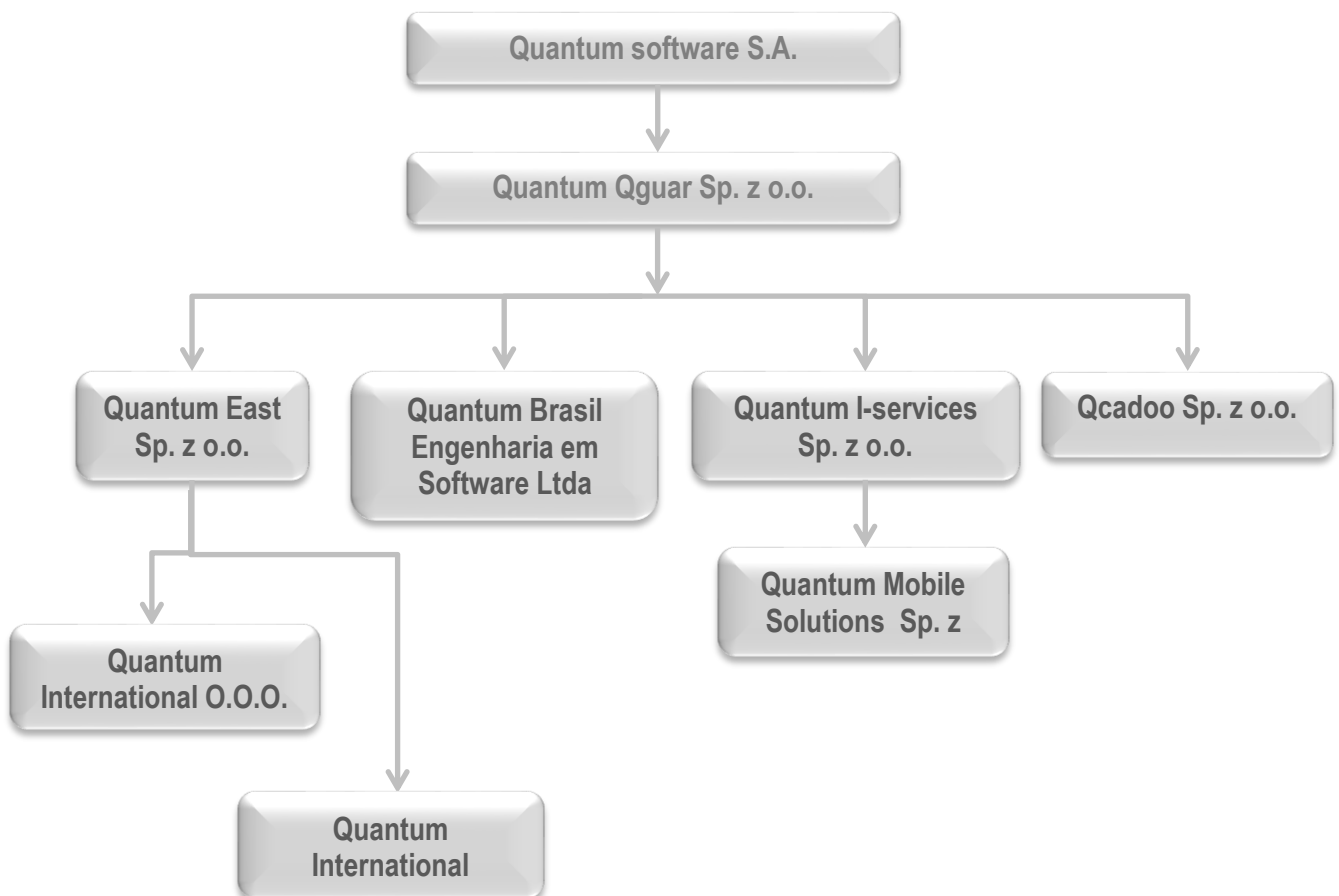 Quantum software S.A.
Quantum Qguar Sp. z o.o.
Quantum East
Sp. z o.o.
Quantum Brasil
Engenharia em
Software Ltda
Quantum I-services
Sp. z o.o.
Qcadoo Sp. z o.o.
Quantum Mobile
Solutions  Sp. z
Quantum
International O.O.O.
Quantum
International